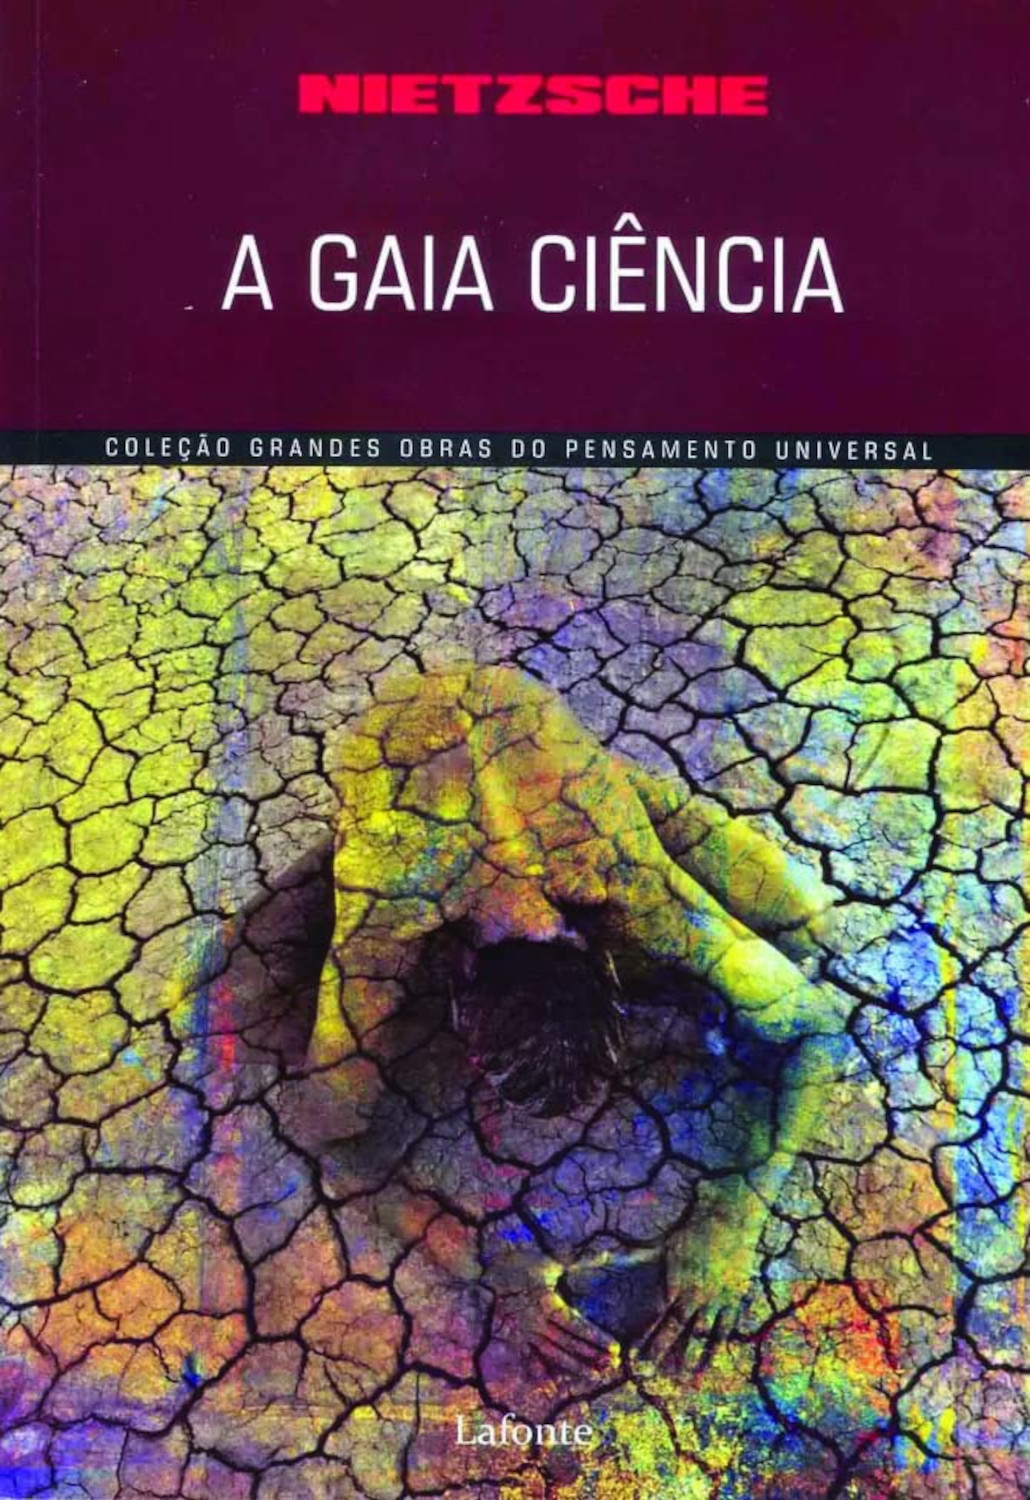 NIETZSCHE
A GAIA CIÊNCIA
COLEÇÃO GRANDES OBRAS DO PENSAMENTO UNIVERSAL
Lafonte